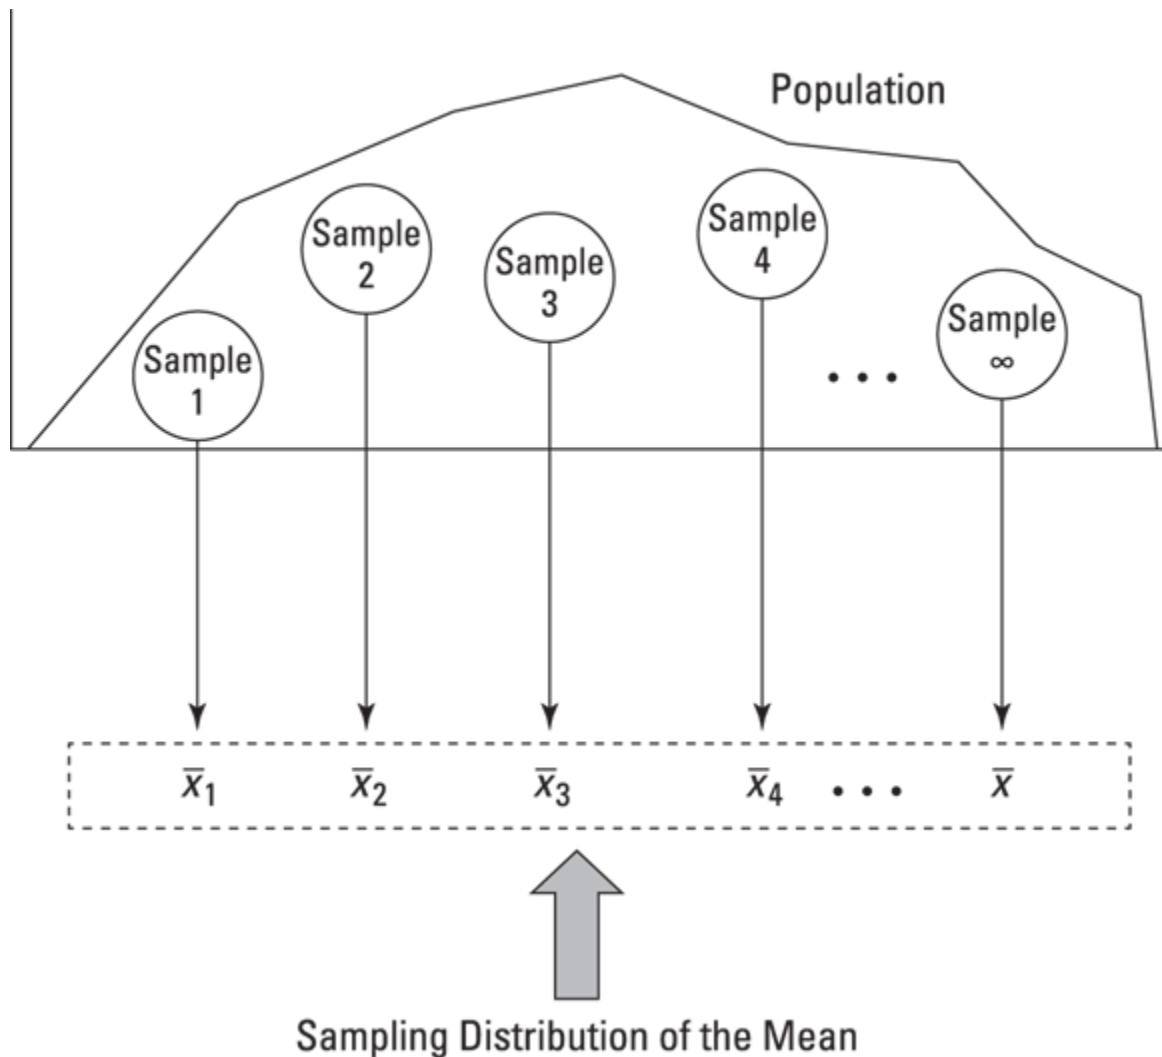 Population
Sample
1
Sample
2
Sample
3
Sample
4
• • •
Sample
∞
x̅₁ x̅₂ x̅₃ x̅₄ • • • x̅
Sampling Distribution of the Mean